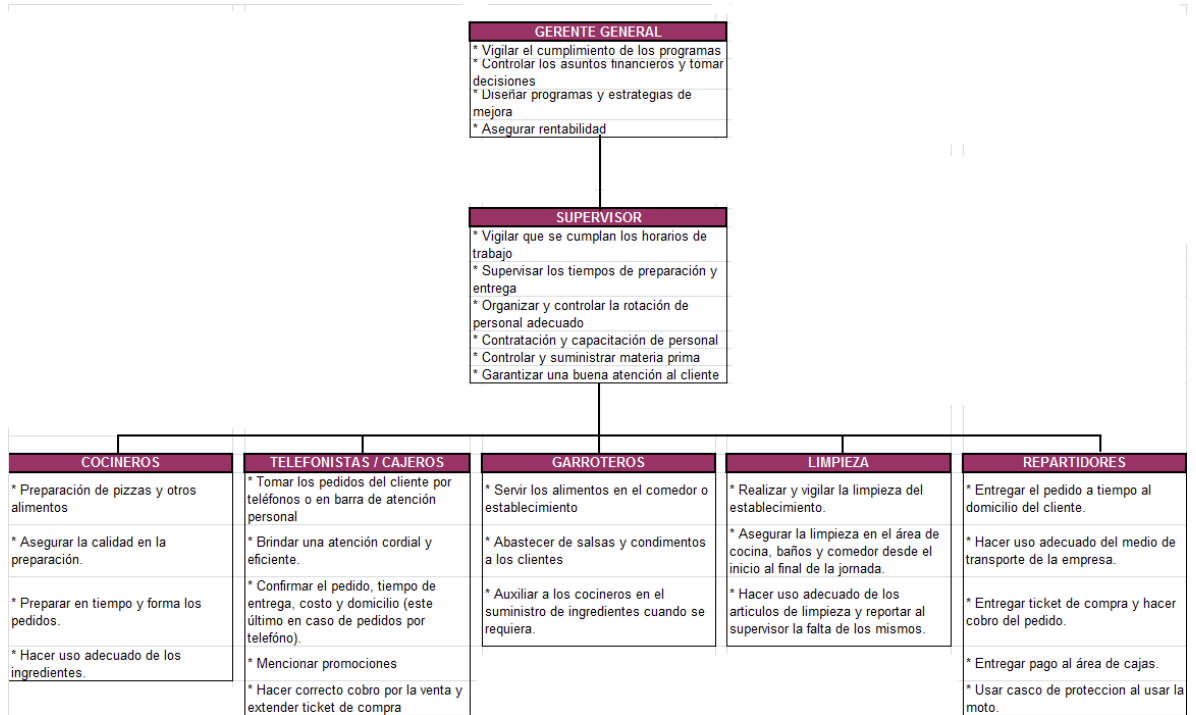 GERENTE GENERAL
* Vigilar el cumplimiento de los programas
* Controlar los asuntos financieros y tomar
decisiones
* Diseñar programas y estrategias de
mejora
* Asegurar rentabilidad
SUPERVISOR
* Vigilar que se cumplan los horarios de
trabajo
* Supervisar los tiempos de preparación y
entrega
* Organizar y controlar la rotación de
personal adecuado
* Contratación y capacitación de personal
* Controlar y suministrar materia prima
* Garantizar una buena atención al cliente
COCINEROS
* Preparación de pizzas y otros
alimentos
* Asegurar la calidad en la
preparación.
* Preparar en tiempo y forma los
pedidos.
* Hacer uso adecuado de los
ingredientes.
TELEFONISTAS / CAJEROS
* Tomar los pedidos del cliente por
teléfonos o en barra de atención
personal
* Brindar una atención cordial y
eficiente.
* Confirmar el pedido, tiempo de
entrega, costo y domicilio (este
último en caso de pedidos por
telefóno).
* Mencionar promociones
* Hacer correcto cobro por la venta y
extender ticket de compra
GARROTEROS
* Servir los alimentos en el comedor o
establecimiento
* Abastecer de salsas y condimentos
a los clientes
* Auxiliar a los cocineros en el
suministro de ingredientes cuando se
requiera.
LIMPIEZA
* Realizar y vigilar la limpieza del
establecimiento.
* Asegurar la limpieza en el área de
cocina, baños y comedor desde el
inicio al final de la jornada.
* Hacer uso adecuado de los
articulos de limpieza y reportar al
supervisor la falta de los mismos.
REPARTIDORES
* Entregar el pedido a tiempo al
domicilio del cliente.
* Hacer uso adecuado del medio de
transporte de la empresa.
* Entregar ticket de compra y hacer
cobro del pedido.
* Entregar pago al área de cajas.
* Usar casco de proteccion al usar la
moto.